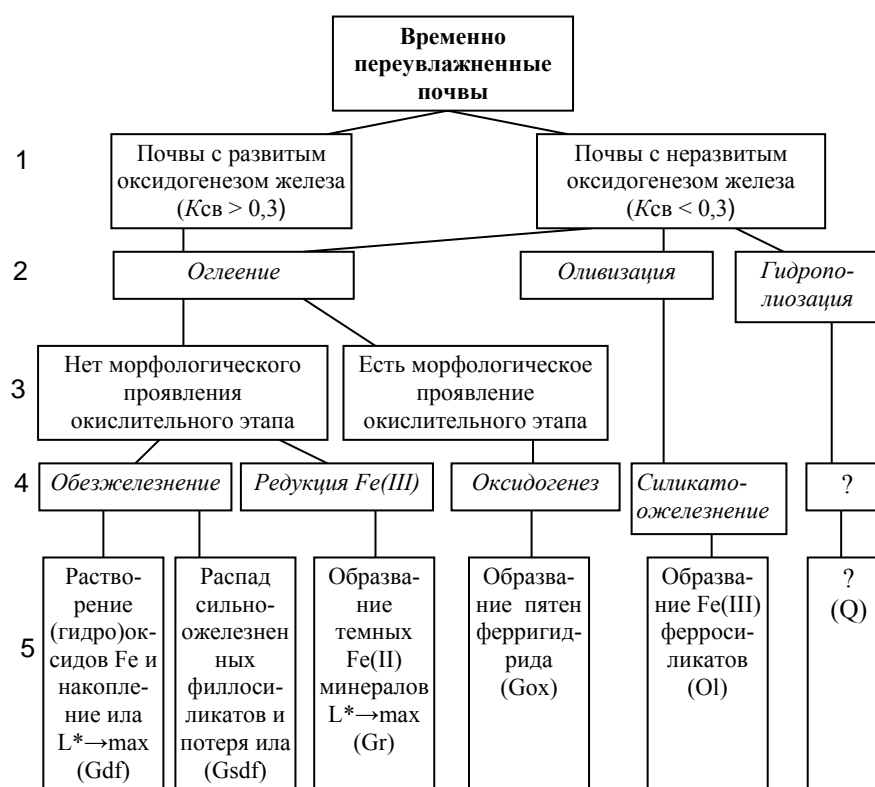 Временно
переувлажненные
почвы
1
Почвы с развитым
оксидогенезом железа
(Kсв > 0,3)
Почвы с неразвитым
оксидогенезом железа
(Kсв < 0,3)
2
Оглеение
Оливизация
Гидропо-
лиозация
3
Нет морфологического
проявления
окислительного этапа
Есть морфологическое
проявление
окислительного этапа
4
Обезжелезнение
Редукция Fe(III)
Оксидогенез
Силикато-
ожелезнение
?
5
Раство-
рение
(гидро)ок-
сидов Fe и
накопле-
ние ила
L*→max
(Gdf)
Распад
сильно-
ожелезнен
ных
филлоси-
ликатов и
потеря ила
(Gsdf)
Образва-
ние
темных
Fe(II)
минералов
L*→max
(Gr)
Образва-
ние пятен
ферригид-
рида
(Gox)
Образва-
ние Fe(III)
ферроси-
ликатов
(Ol)
?
(Q)